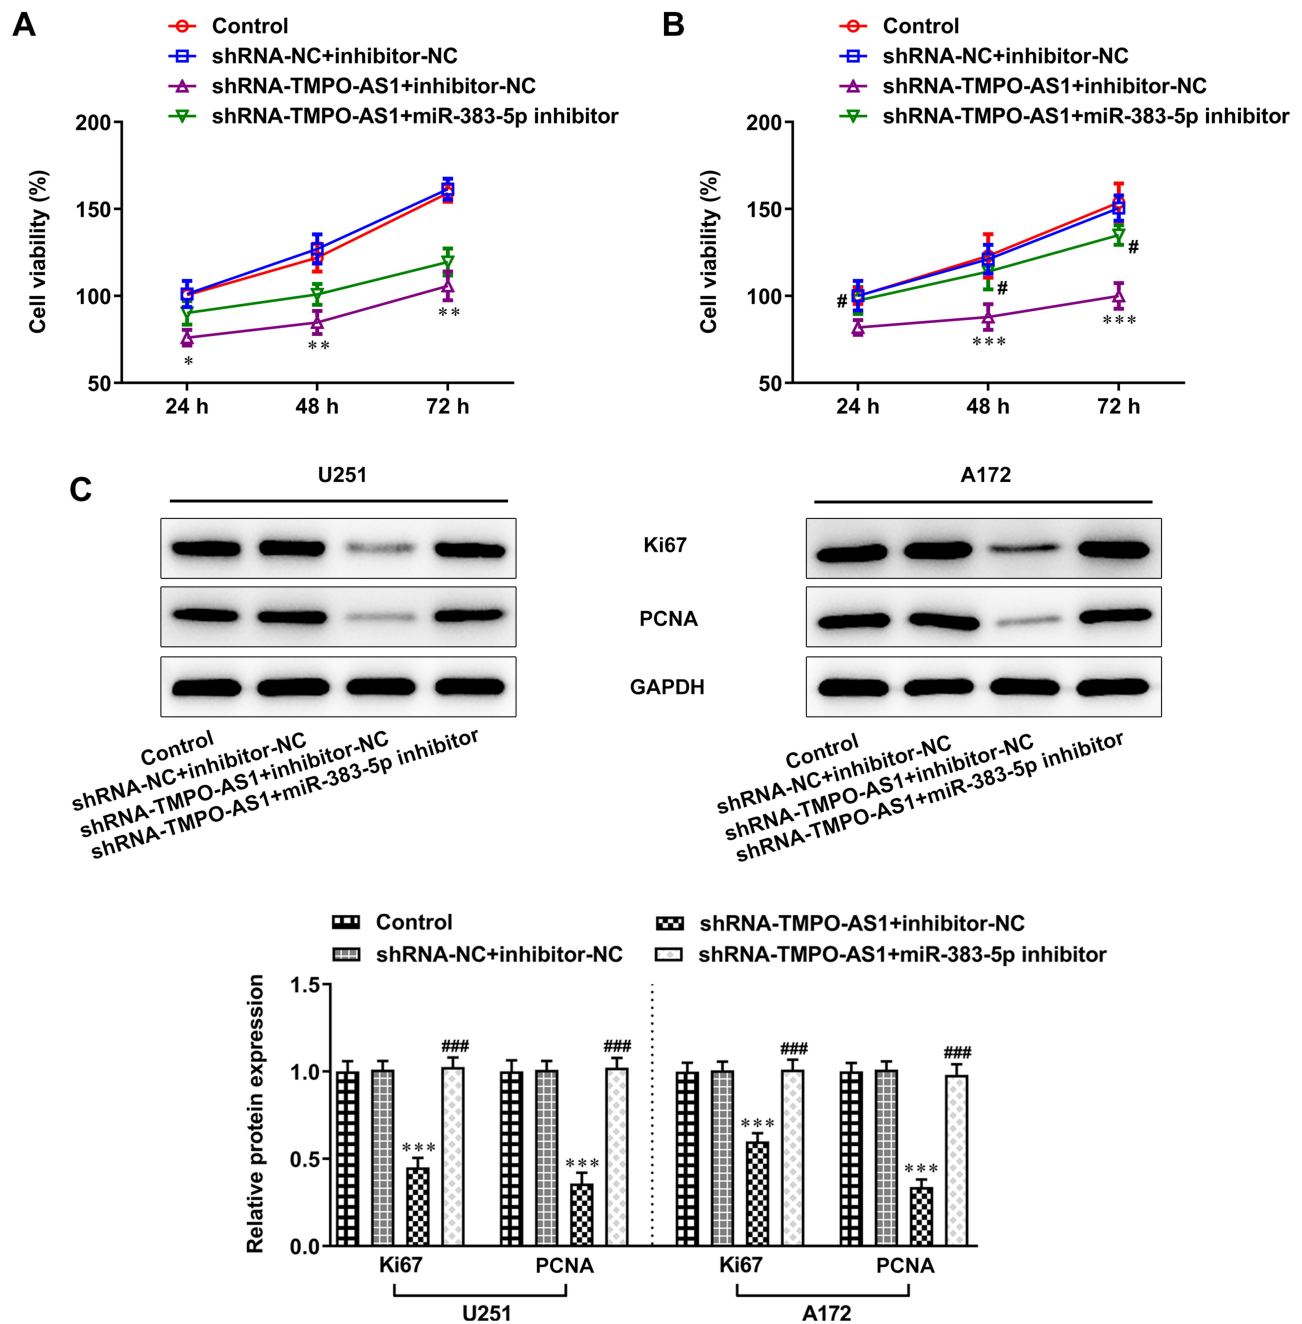 A
Control
shRNA-NC+inhibitor-NC
shRNA-TMPO-AS1+inhibitor-NC
shRNA-TMPO-AS1+miR-383-5p inhibitor
Cell viability (%)
200
150
100
50
*
**
**
24 h 48 h 72 h
B
Control
shRNA-NC+inhibitor-NC
shRNA-TMPO-AS1+inhibitor-NC
shRNA-TMPO-AS1+miR-383-5p inhibitor
Cell viability (%)
200
150
100
50
#
#
#
***
***
24 h 48 h 72 h
C
U251
A172
Ki67
PCNA
GAPDH
Control
shRNA-NC+inhibitor-NC
shRNA-TMPO-AS1+inhibitor-NC
shRNA-TMPO-AS1+miR-383-5p inhibitor
Control
shRNA-NC+inhibitor-NC
shRNA-TMPO-AS1+inhibitor-NC
shRNA-TMPO-AS1+miR-383-5p inhibitor
Control
shRNA-NC+inhibitor-NC
shRNA-TMPO-AS1+inhibitor-NC
shRNA-TMPO-AS1+miR-383-5p inhibitor
Relative protein expression
1.5
1.0
0.5
0.0
*** ### *** ### *** ### *** ###
Ki67 PCNA Ki67 PCNA
U251 A172